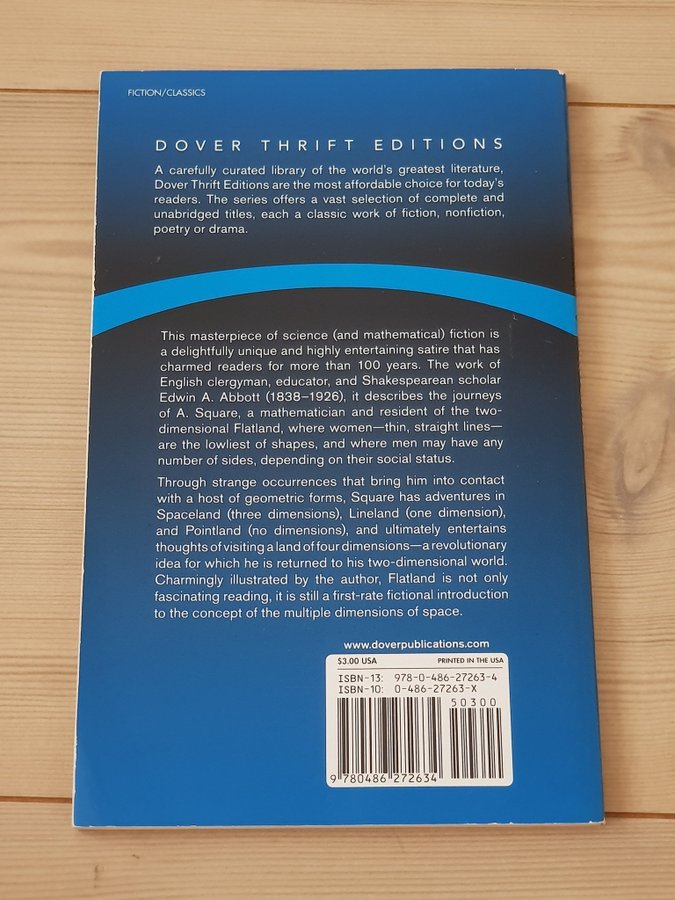 FICTION/CLASSICS
DOVER THRIFT EDITIONS
A carefully curated library of the world's greatest literature,
Dover Thrift Editions are the most affordable choice for today's
readers. The series offers a vast selection of complete and
unabridged titles, each a classic work of fiction, nonfiction,
poetry or drama.
This masterpiece of science (and mathematical) fiction is
a delightfully unique and highly entertaining satire that has
charmed readers for more than 100 years. The work of
English clergyman, educator, and Shakespearean scholar
Edwin A. Abbott (1838–1926), it describes the journeys
of A. Square, a mathematician and resident of the two-
dimensional Flatland, where women—thin, straight lines—
are the lowliest of shapes, and where men may have any
number of sides, depending on their social status.
Through strange occurrences that bring him into contact
with a host of geometric forms, Square has adventures in
Spaceland (three dimensions), Lineland (one dimension),
and Pointland (no dimensions), and ultimately entertains
thoughts of visiting a land of four dimensions—a revolutionary
idea for which he is returned to his two-dimensional world.
Charmingly illustrated by the author, Flatland is not only
fascinating reading, it is still a first-rate fictional introduction
to the concept of the multiple dimensions of space.
www.doverpublications.com
$3.00 USA PRINTED IN THE USA
ISBN-13: 978-0-486-27263-4
ISBN-10: 0-486-27263-X
50300
9 780486 272634